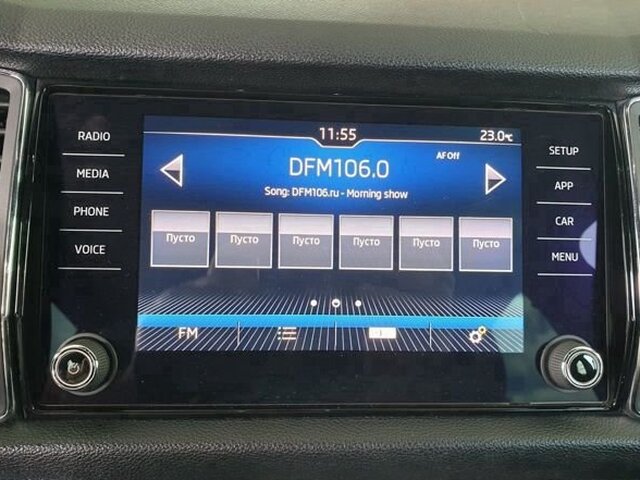 RADIO
MEDIA
PHONE
VOICE
11:55
23.0°C
DFM106.0
AF Off
Song: DFM106.ru - Morning show
Пусто
Пусто
Пусто
Пусто
Пусто
Пусто
FM
SETUP
APP
CAR
MENU